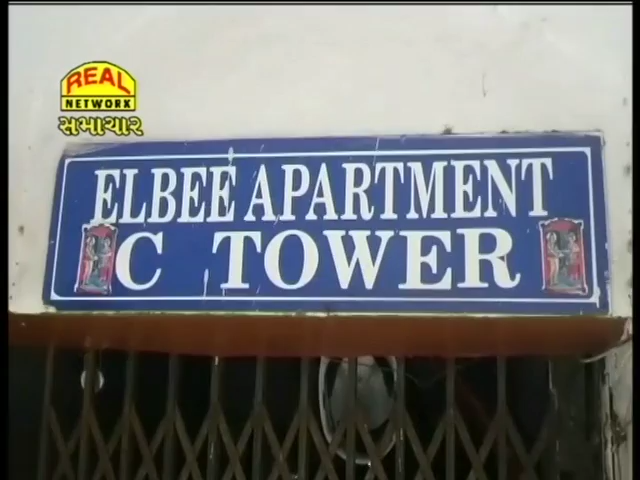 REAL
NETWORK
સમાચાર
ELBEE APARTMENT
C TOWER